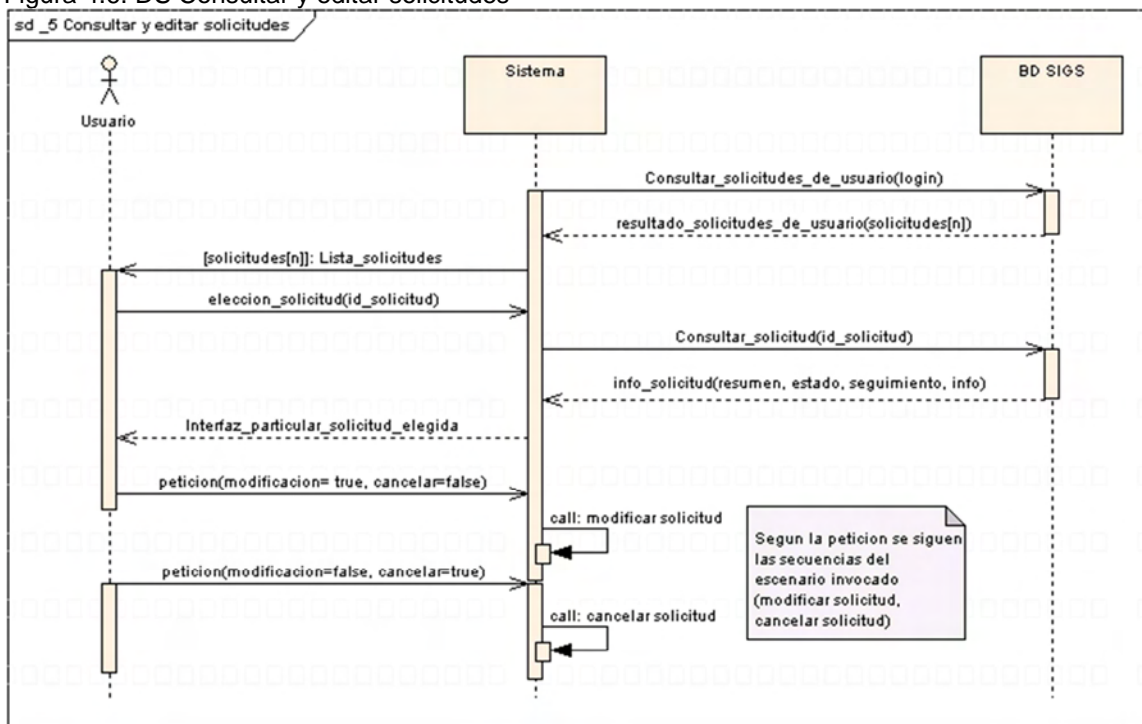 sd _5 Consultar y editar solicitudes
Usuario
Sistema
BD SIGS
Consultar_solicitudes_de_usuario(login)
resultado_solicitudes_de_usuario(solicitudes[n])
[solicitudes[n]]: Lista_solicitudes
eleccion_solicitud(id_solicitud)
Consultar_solicitud(id_solicitud)
info_solicitud(resumen, estado, seguimiento, info)
Interfaz_particular_solicitud_elegida
peticion(modificacion= true, cancelar=false)
call: modificar solicitud
Segun la peticion se siguen
las secuencias del
escenario invocado
(modificar solicitud,
cancelar solicitud)
peticion(modificacion=false, cancelar=true)
call: cancelar solicitud